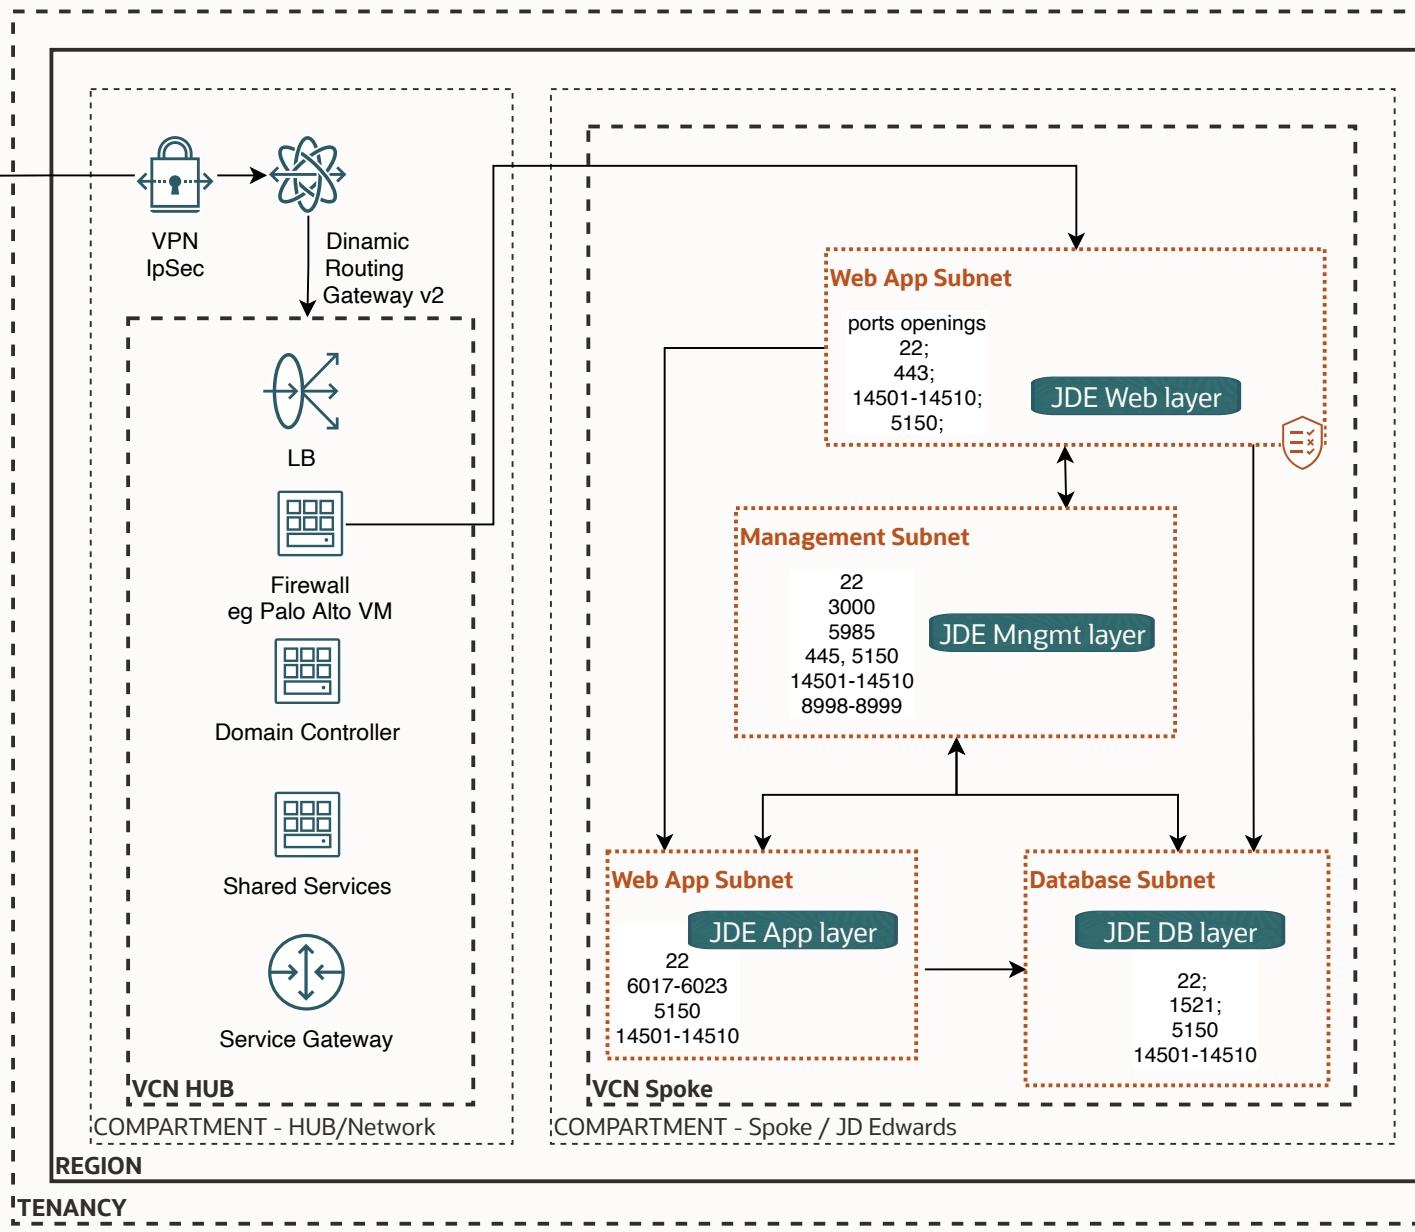 VPN
IpSec
Dinamic
Routing
Gateway v2
LB
Firewall
eg Palo Alto VM
Domain Controller
Shared Services
Service Gateway
VCN HUB
COMPARTMENT - HUB/Network
Web App Subnet
ports openings
22;
443;
14501-14510;
5150;
JDE Web layer
Management Subnet
22
3000
5985
445, 5150
14501-14510
8998-8999
JDE Mngmt layer
Web App Subnet
JDE App layer
22
6017-6023
5150
14501-14510
Database Subnet
JDE DB layer
22;
1521;
5150
14501-14510
VCN Spoke
COMPARTMENT - Spoke / JD Edwards
REGION
TENANCY